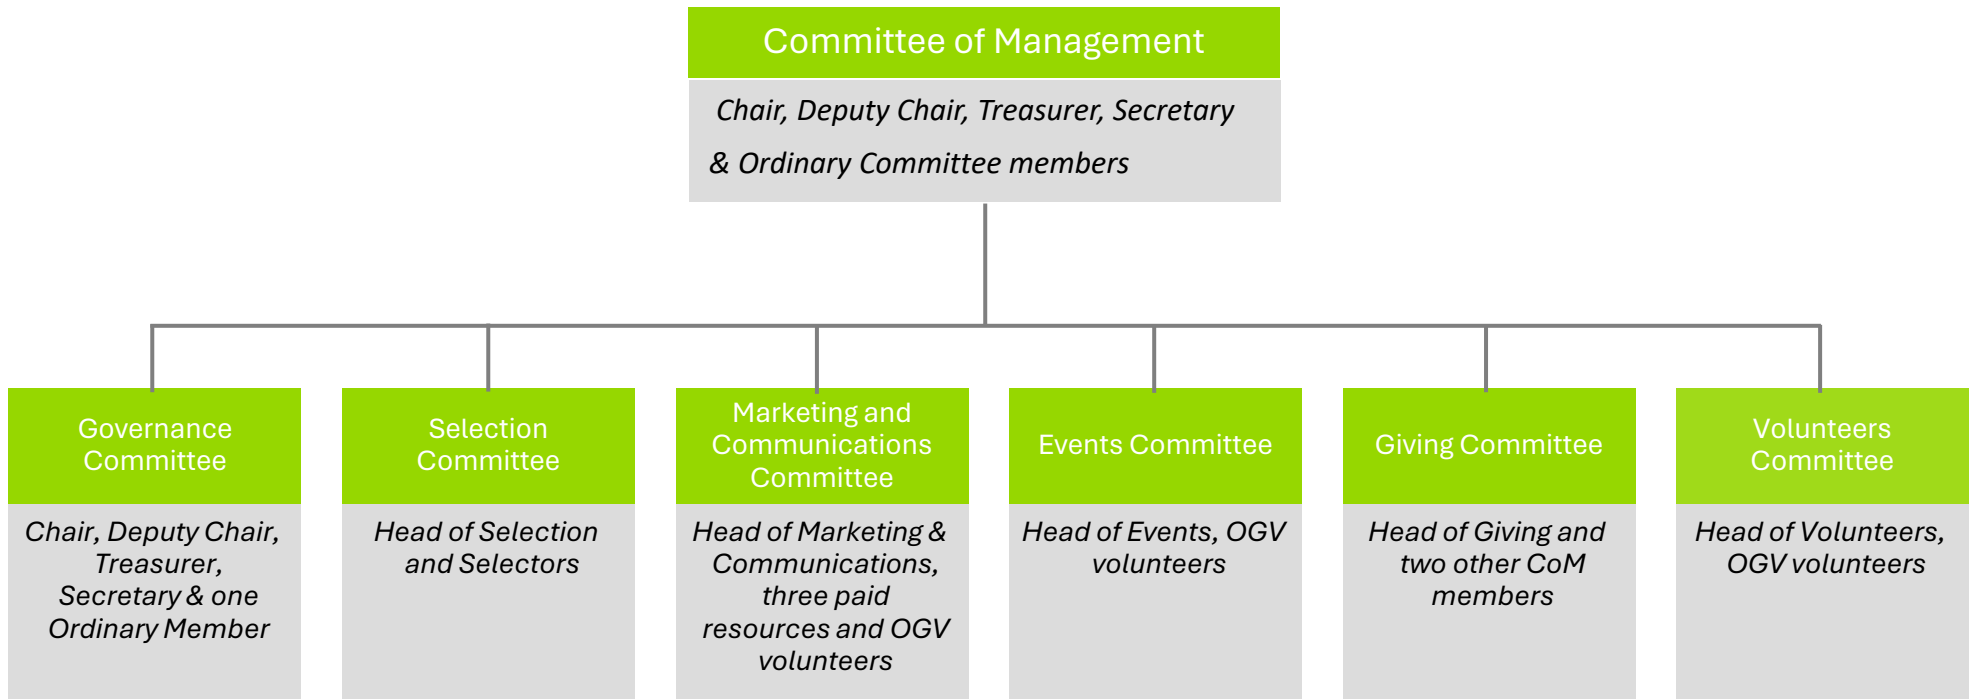 Committee of Management
Chair, Deputy Chair, Treasurer, Secretary
& Ordinary Committee members
Governance
Committee
Chair, Deputy Chair,
Treasurer,
Secretary & one
Ordinary Member
Selection
Committee
Head of Selection
and Selectors
Marketing and
Communications
Committee
Head of Marketing &
Communications,
three paid
resources and OGV
volunteers
Events Committee
Head of Events, OGV
volunteers
Giving Committee
Head of Giving and
two other CoM
members
Volunteers
Committee
Head of Volunteers,
OGV volunteers